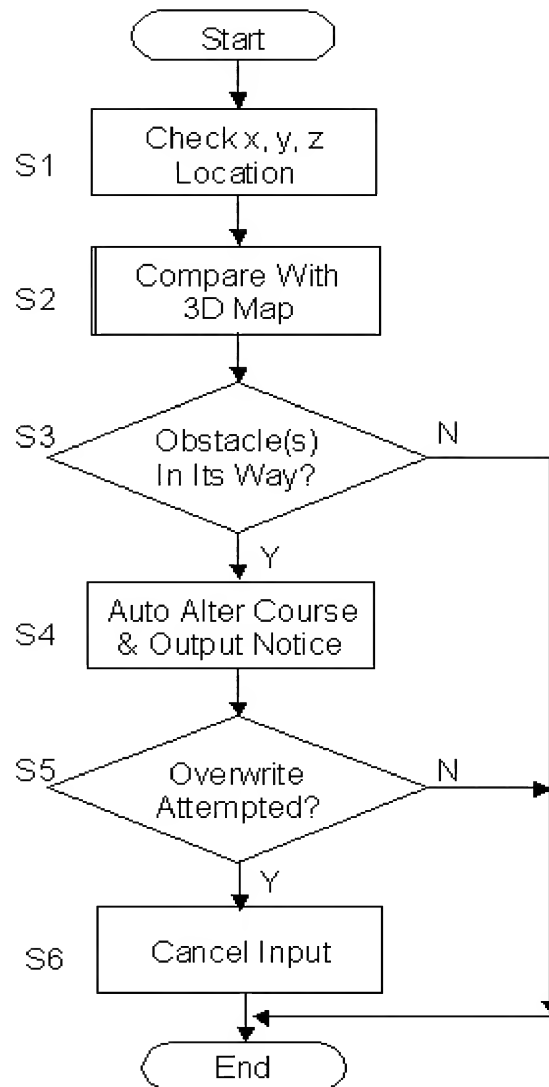 Start
S1
Check x, y, z
Location
S2
Compare With
3D Map
S3
Obstacle(s)
In Its Way?
N
Y
S4
Auto Alter Course
& Output Notice
S5
Overwrite
Attempted?
N
Y
S6
Cancel Input
End